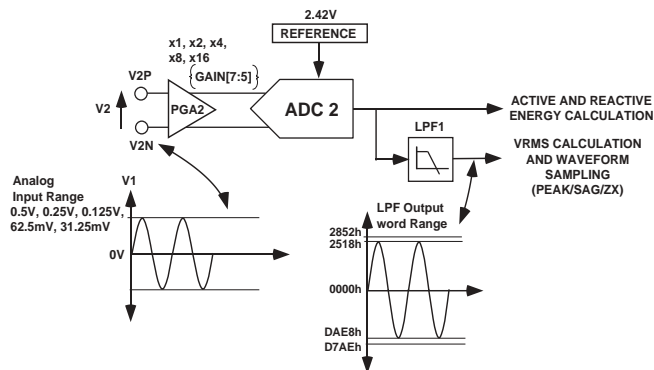 2.42V
REFERENCE
x1, x2, x4,
x8, x16
{GAIN[7:5]}
V2P
V2
PGA2
ADC 2
V2N
ACTIVE AND REACTIVE
ENERGY CALCULATION
LPF1
VRMS CALCULATION
AND WAVEFORM
SAMPLING
(PEAK/SAG/ZX)
Analog
Input Range
0.5V, 0.25V, 0.125V,
62.5mV, 31.25mV
V1
0V
LPF Output
word Range
2852h
2518h
0000h
DAE8h
D7AEh